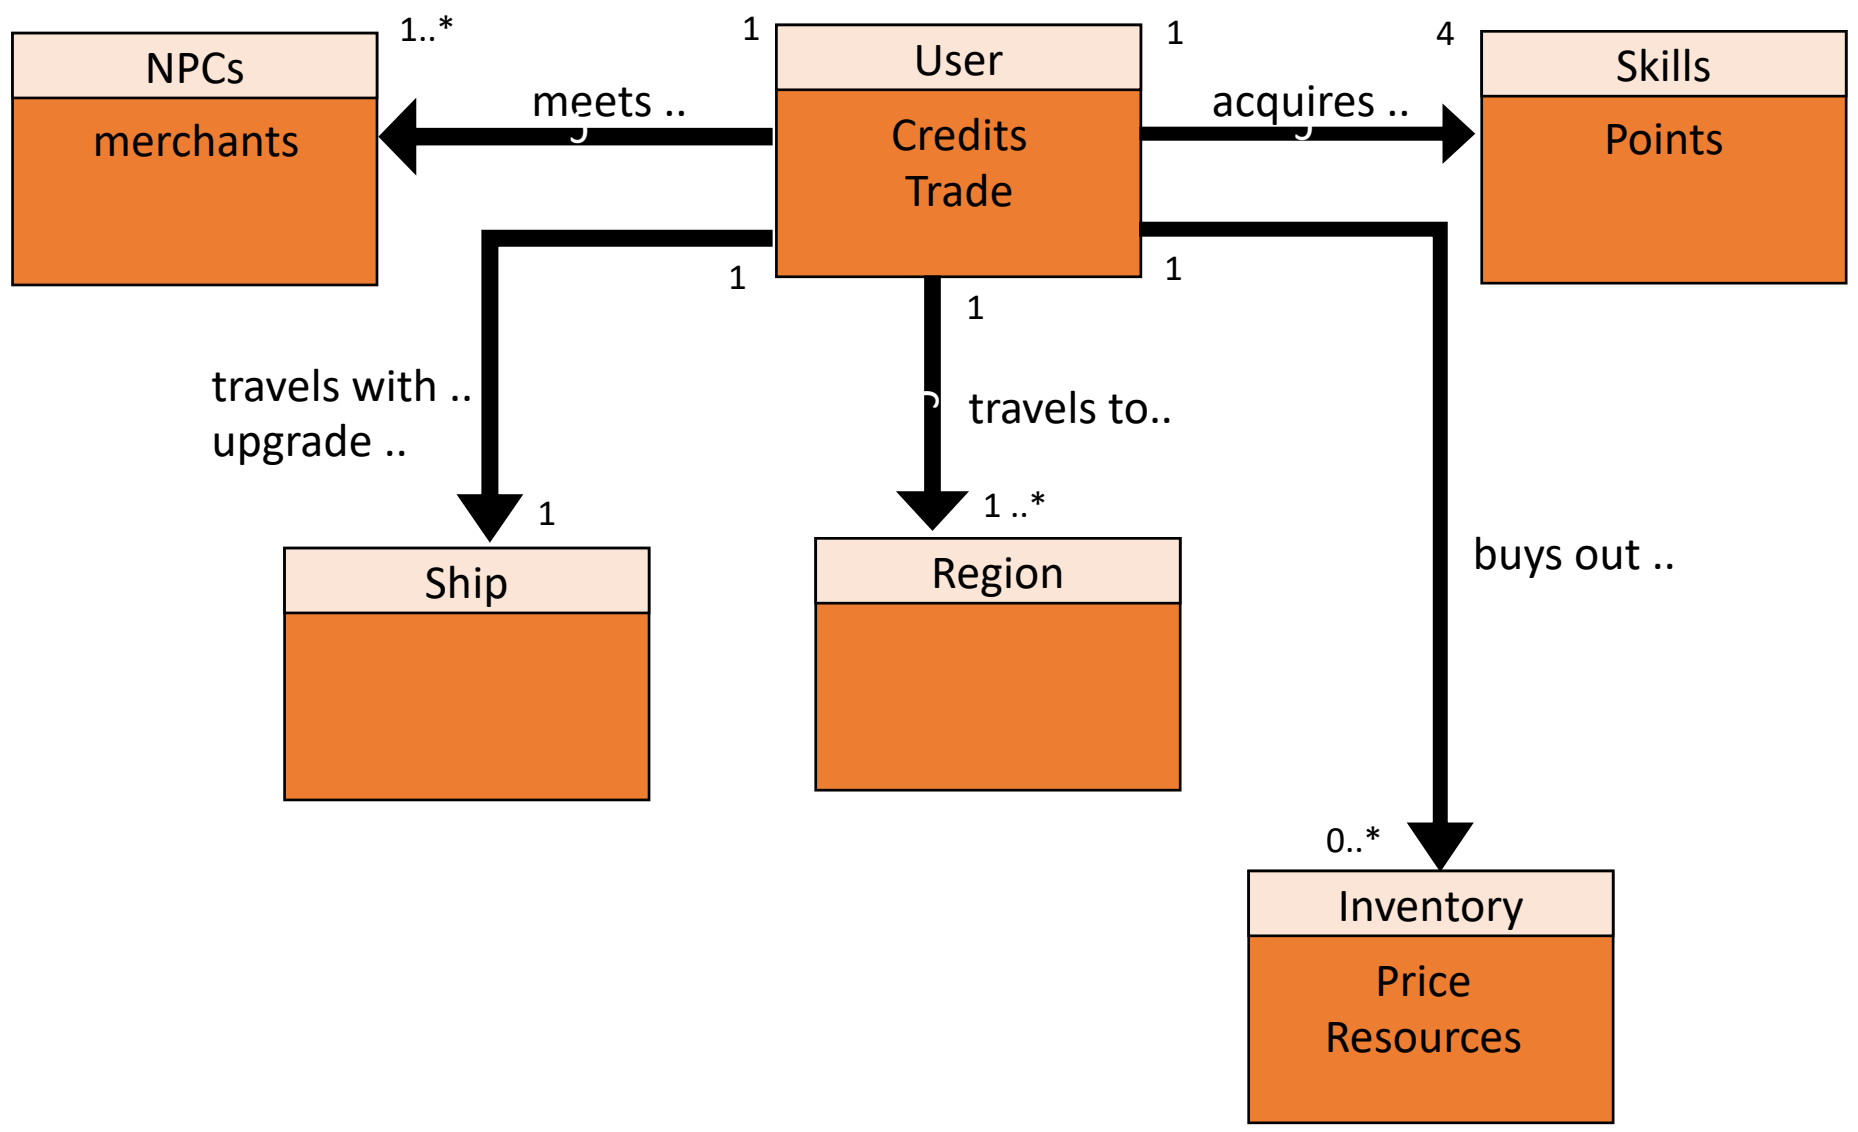 1..*
1
1
4
NPCs
User
Skills
meets ..
acquires ..
merchants
Credits
Trade
Points
1
1
1
travels with ..
upgrade ..
travels to..
1
1 ..*
buys out ..
Ship
Region
0..*
Inventory
Price
Resources